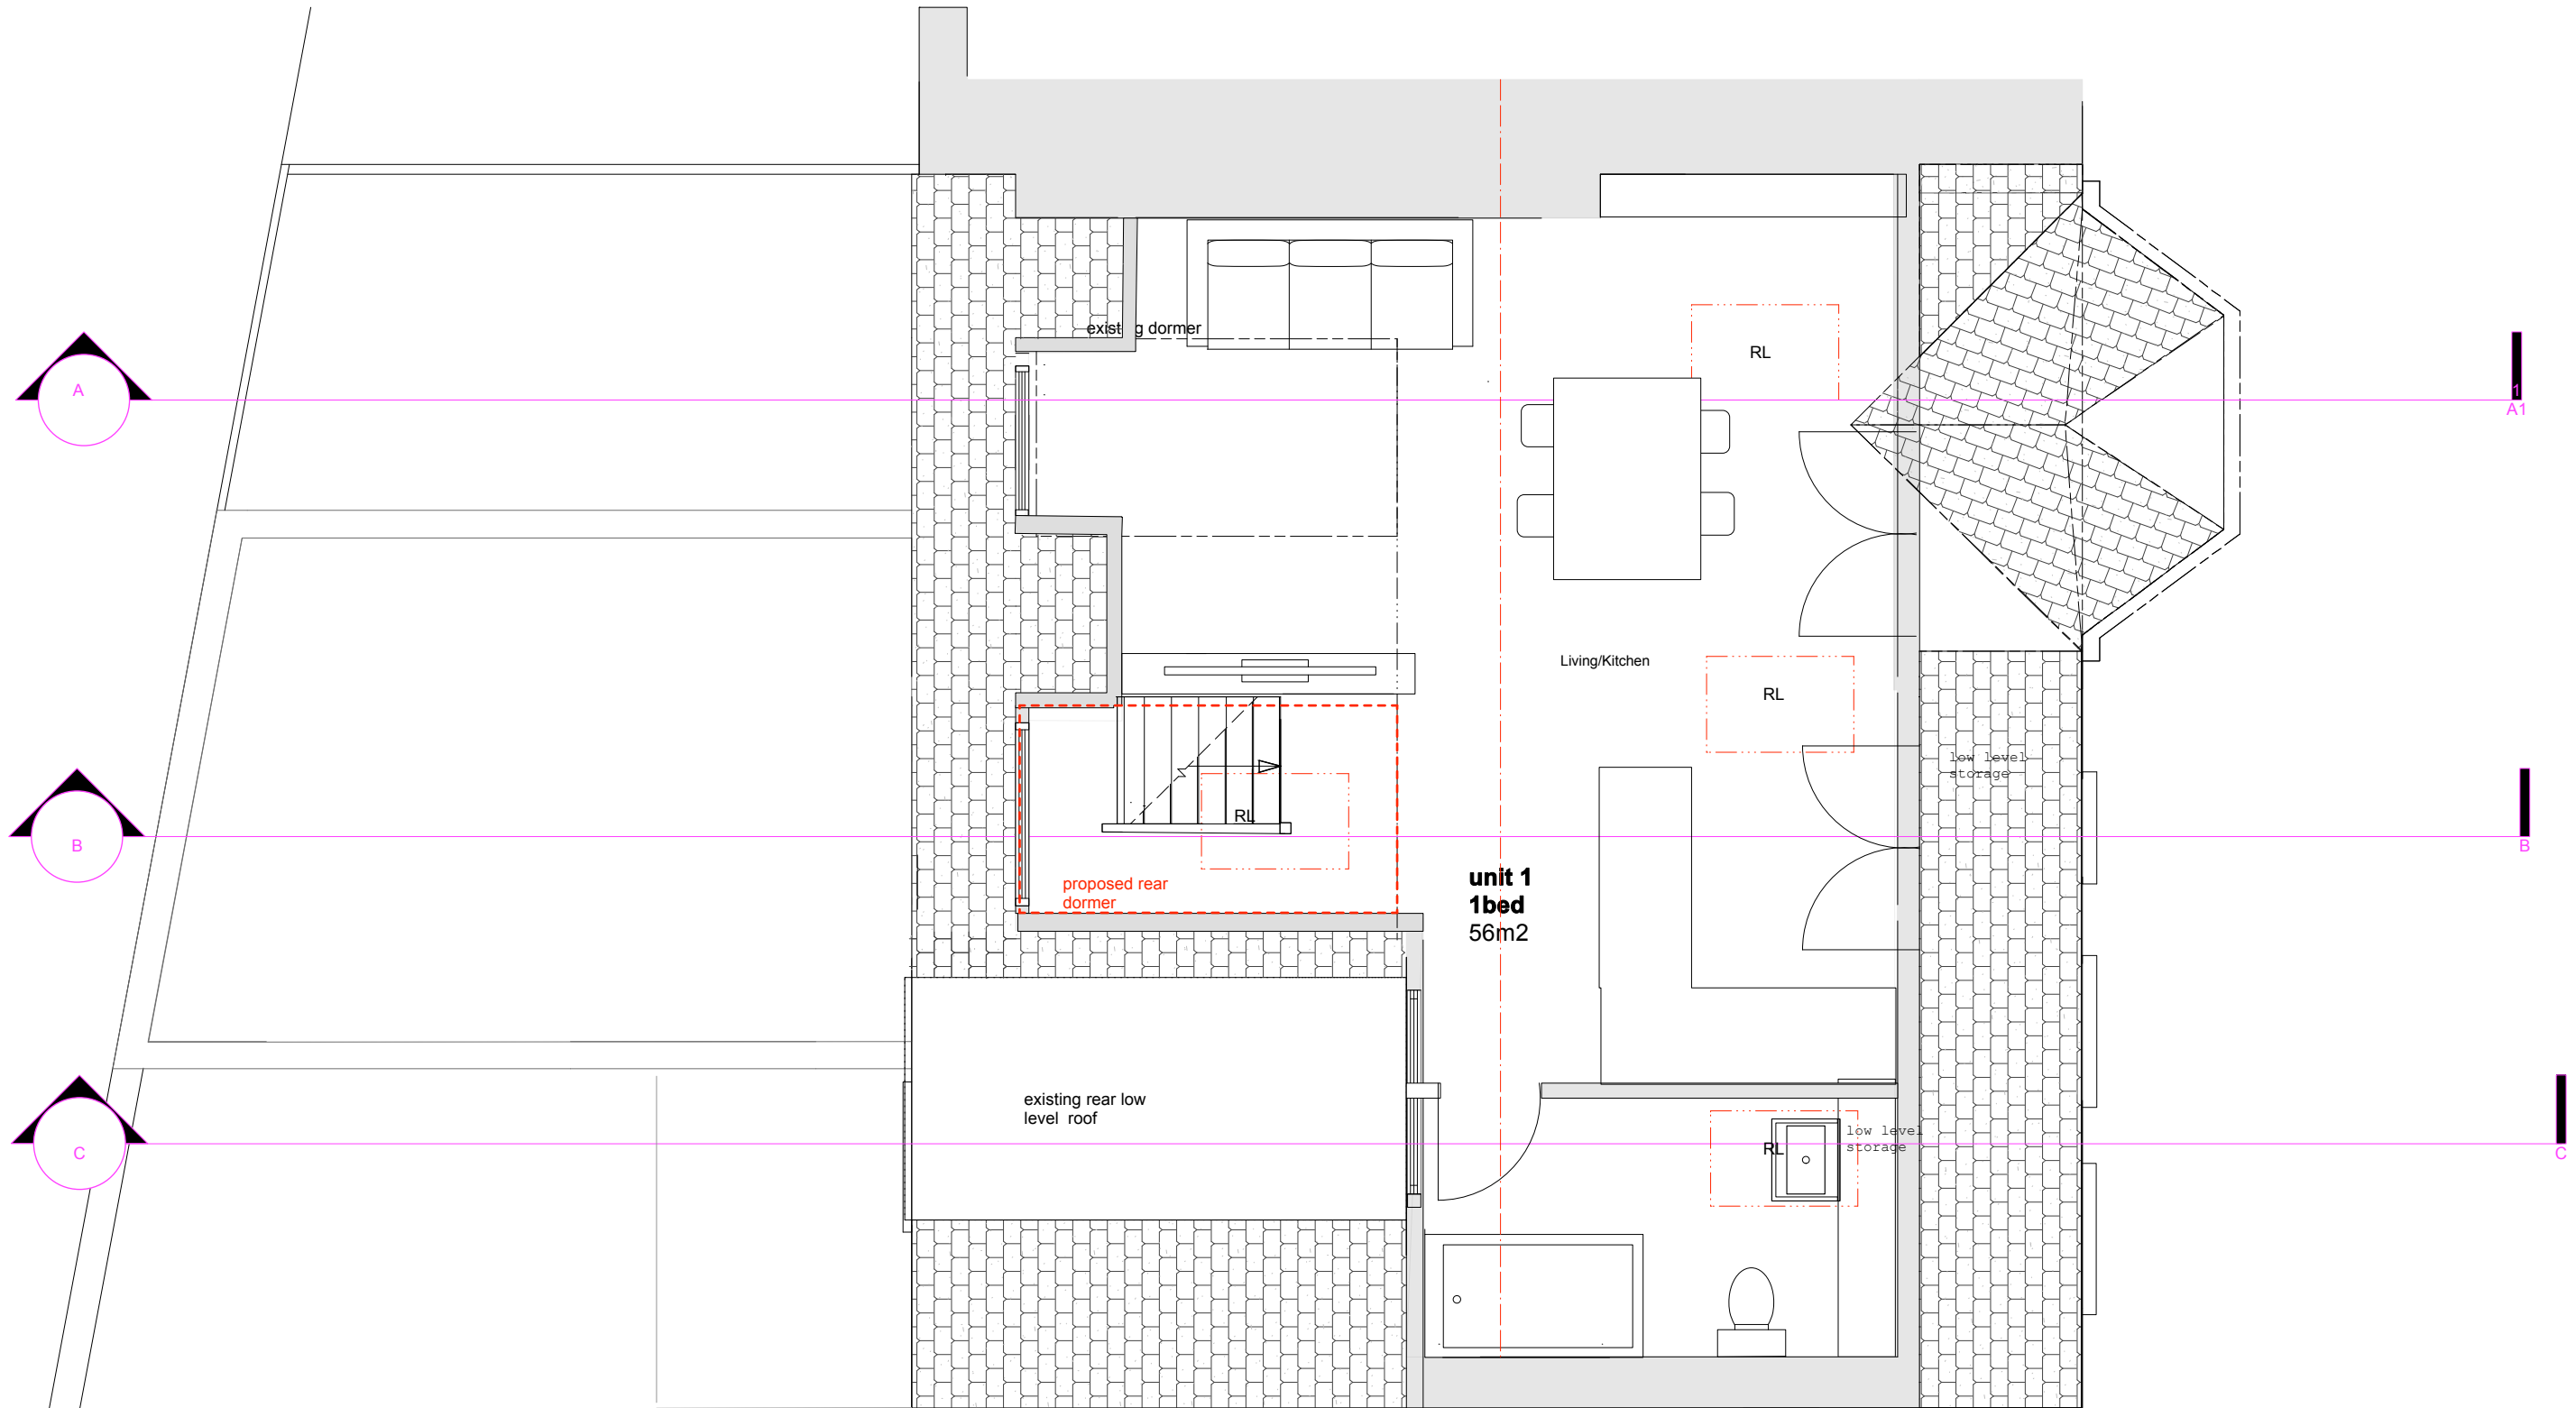 existing dormer
RL
A
1
A1
Living/Kitchen
RL
low level
storage
RL
B
B
proposed rear
dormer
unit 1
1bed
56m2
existing rear low
level roof
low level
storage
RL
C
C